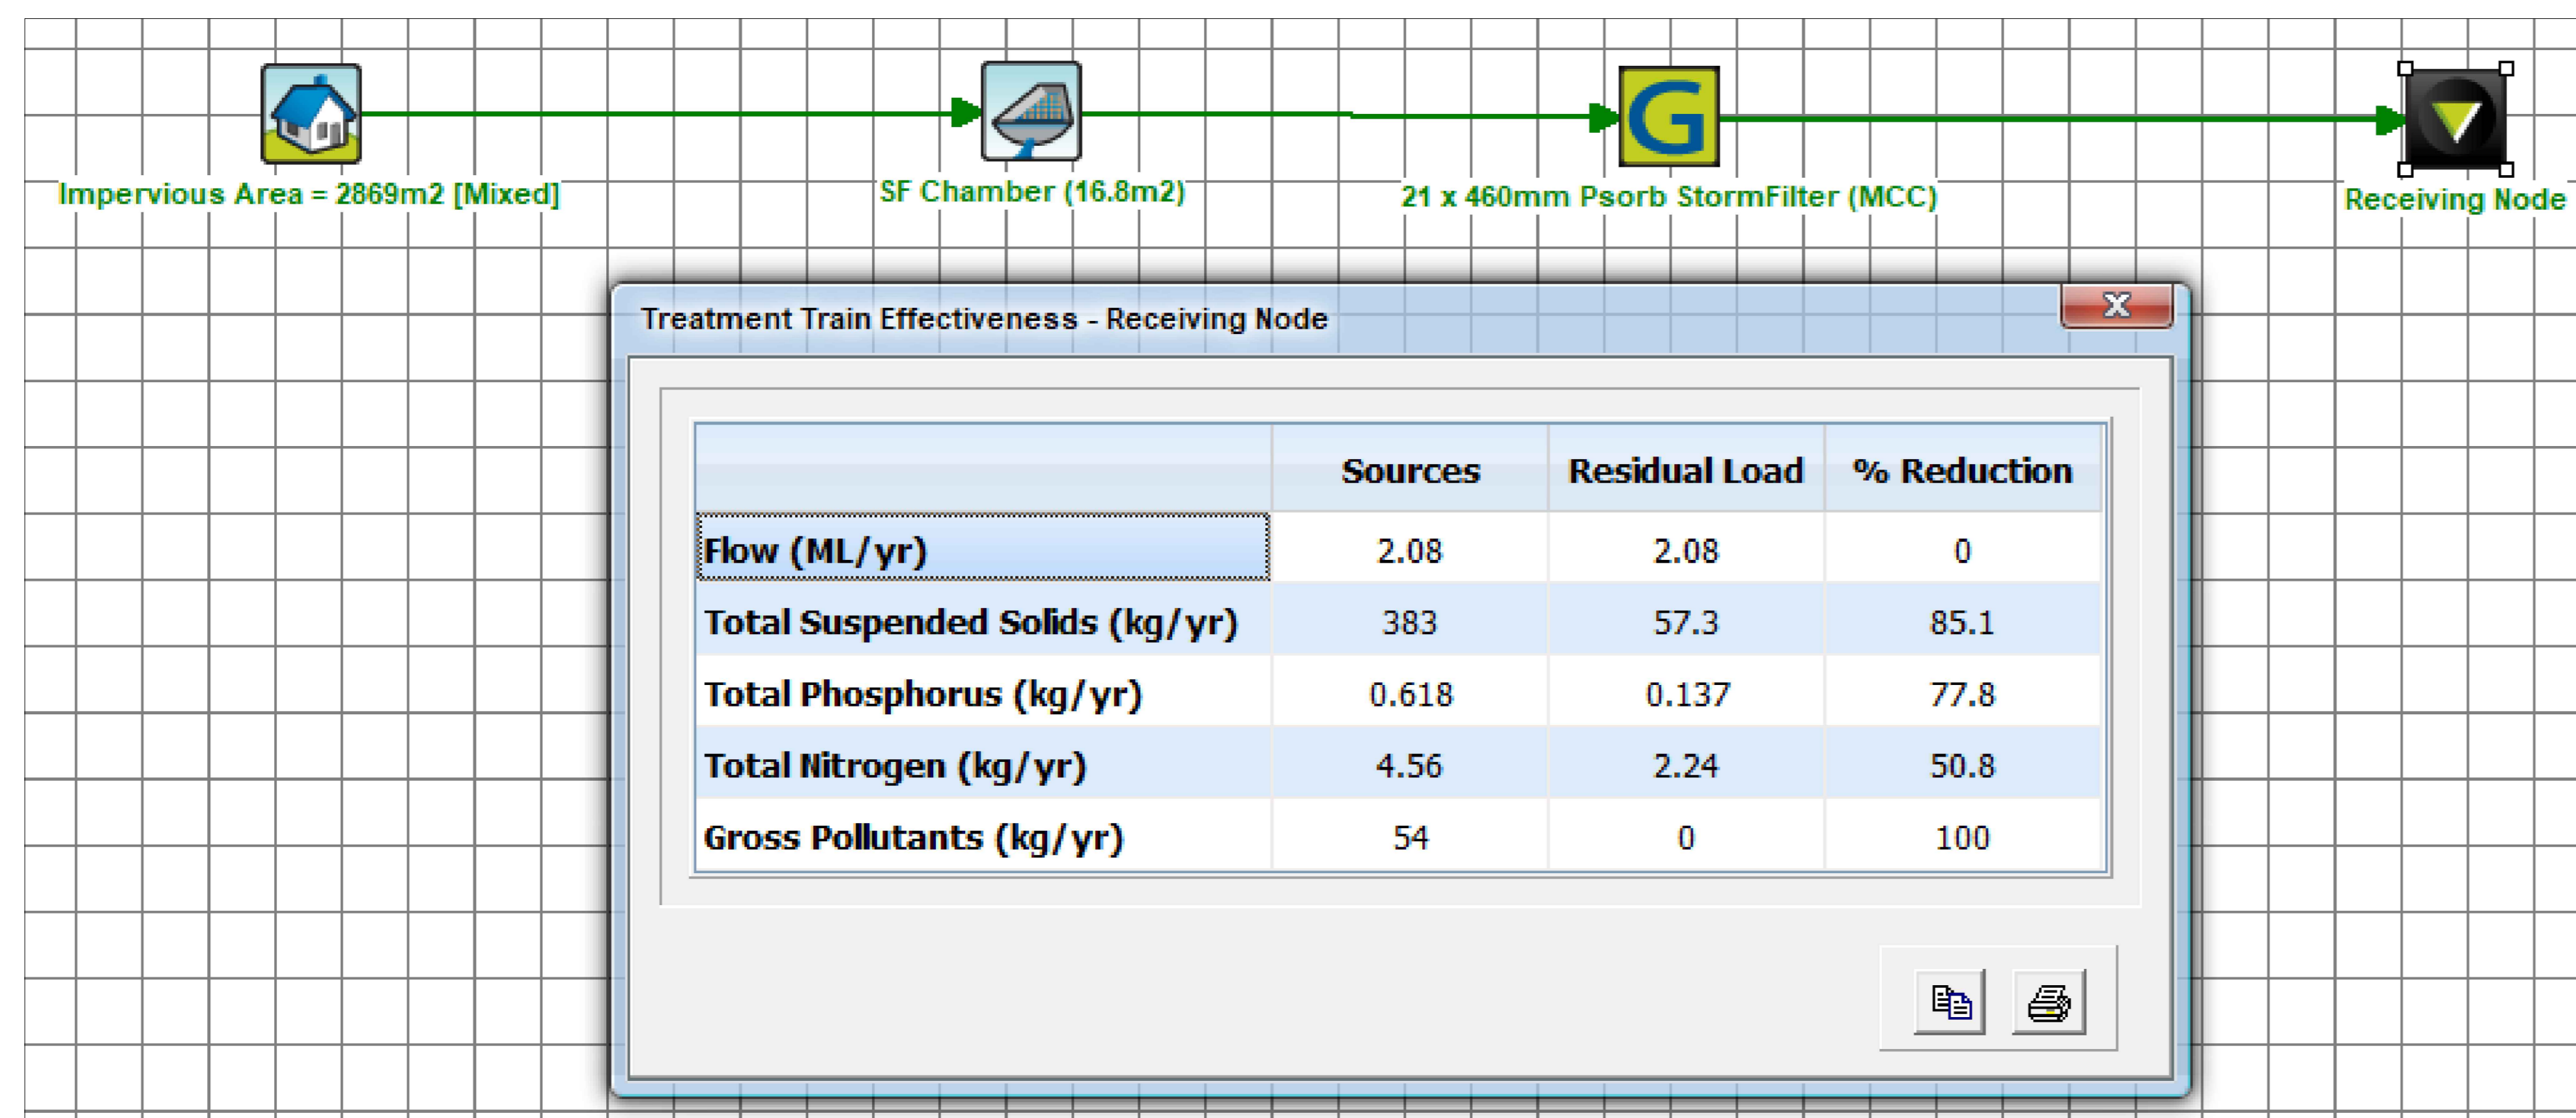 Impervious Area = 2869m2 [Mixed]
SF Chamber (16.8m2)
21 x 460mm Psorb StormFilter (MCC)
Receiving Node
Treatment Train Effectiveness - Receiving Node
Sources Residual Load % Reduction
Flow (ML/yr) 2.08 2.08 0
Total Suspended Solids (kg/yr) 383 57.3 85.1
Total Phosphorus (kg/yr) 0.618 0.137 77.8
Total Nitrogen (kg/yr) 4.56 2.24 50.8
Gross Pollutants (kg/yr) 54 0 100